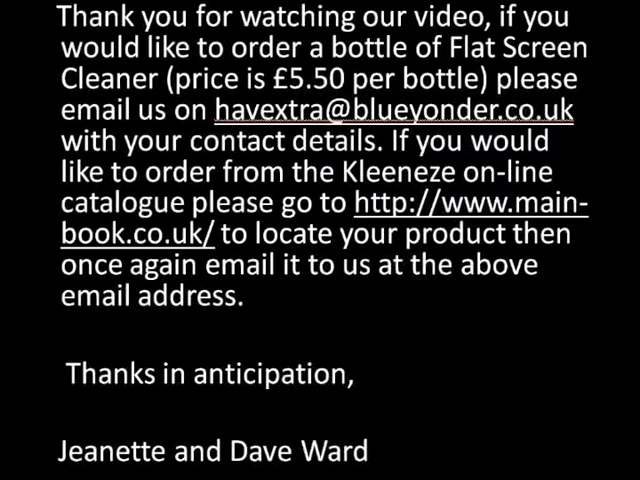 Thank you for watching our video, if you
would like to order a bottle of Flat Screen
Cleaner (price is £5.50 per bottle) please
email us on havextra@blueyonder.co.uk
with your contact details. If you would
like to order from the Kleeneze on-line
catalogue please go to http://www.main-
book.co.uk/ to locate your product then
once again email it to us at the above
email address.
Thanks in anticipation,
Jeanette and Dave Ward